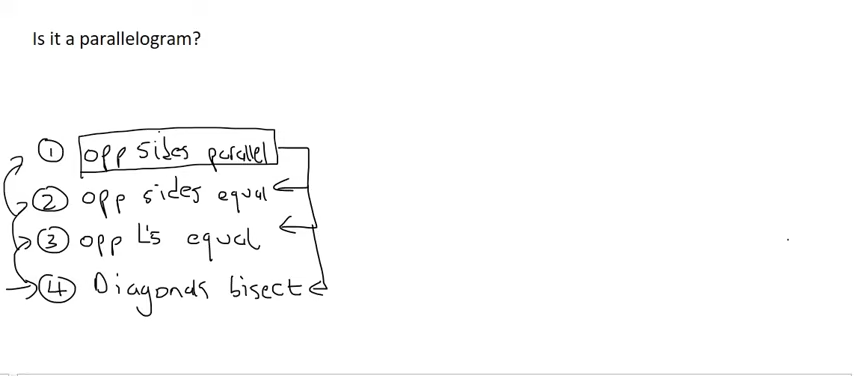 Is it a parallelogram?
① opp sides parallel
② opp sides equal
③ opp L's equal
④ Diagonals bisect